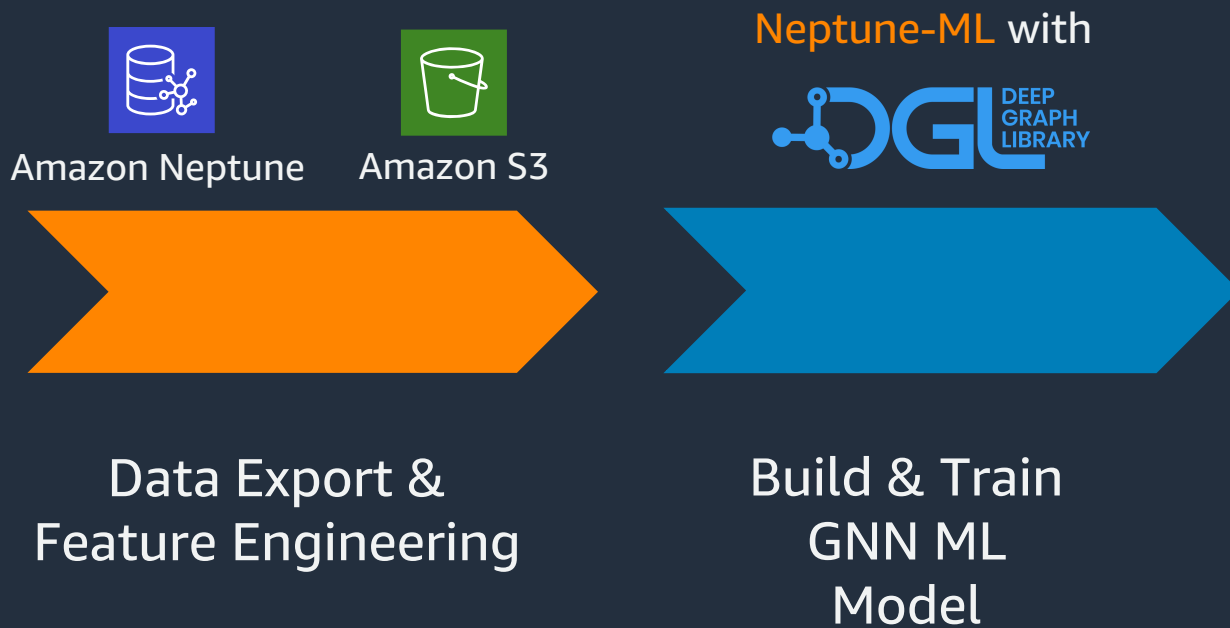 Amazon Neptune
Amazon S3
Neptune-ML with
DGL
DEEP
GRAPH
LIBRARY
Data Export &
Feature Engineering
Build & Train
GNN ML
Model